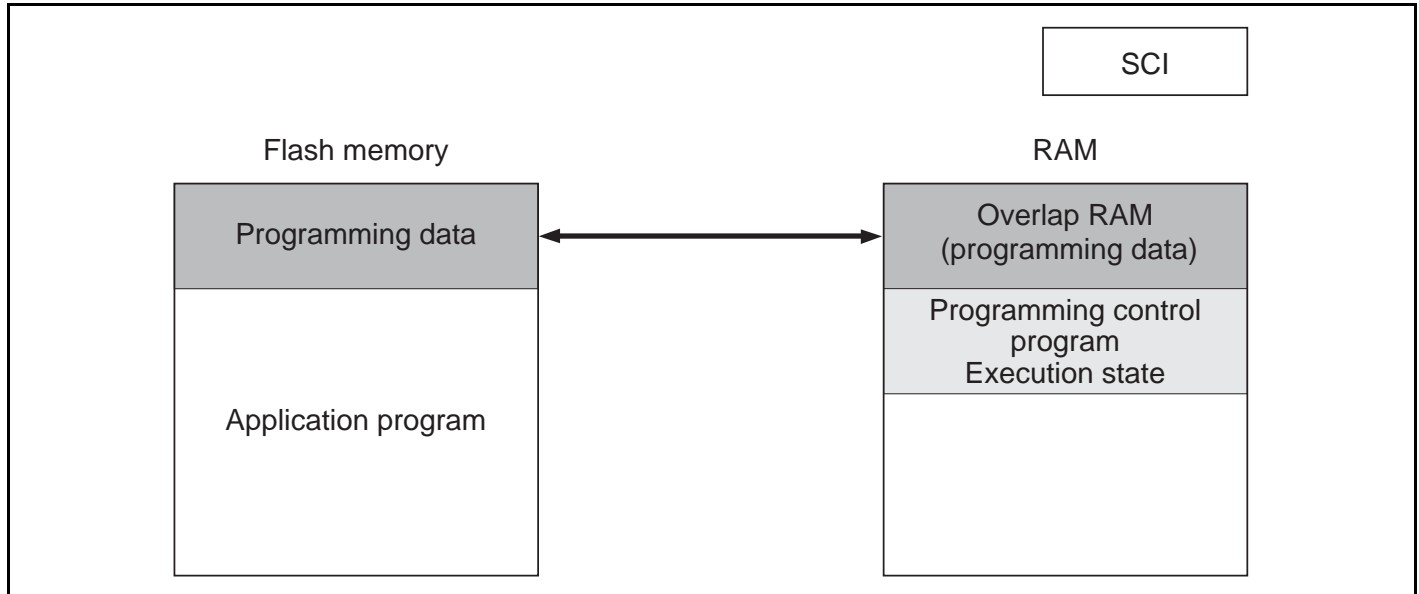 SCI
Flash memory
RAM
Programming data
Overlap RAM
(programming data)
Programming control
program
Execution state
Application program